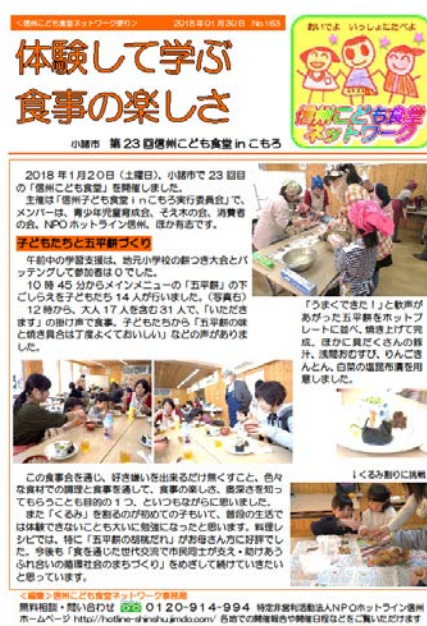 <信州こども食堂ネットワーク便り> 2018年01月30日 No.163
体験して学ぶ
食事の楽しさ
おいでよ いっしょにたべよ
信州こども食堂
ネットワーク
小諸市 第23回信州こども食堂 in こもろ
2018年1月20日(土曜日)、小諸市で23回目
の「信州こども食堂」を開催しました。
主催は「信州子ども食堂inこもろ実行委員会」で、
メンバーは、青少年児童育成会、そえ木の会、消費者
の会、NPOホットライン信州、ほか有志です。
子どもたちと五平餅づくり
午前中の学習支援は、地元小学校の餅つき大会とバ
ッテングして参加者は0でした。
10時45分からメインメニューの「五平餅」の下
ごしらえを子どもたち14人が行いました。(写真右)
12時から、大人17人を含む31人で、「いただき
ます」の掛け声で食事。子どもたちから「五平餅の味
と焼き具合は丁度よくておいしい」などの声がありま
した。
「うまくできた!」と歓声が
あがった五平餅をホットプ
レートに並べ、焼き上げて完
成。ほかに具だくさんの豚
汁、浅間おむすび、りんごき
んとん、白菜の塩昆布漬を用
意しました。
この食事会を通じ、好き嫌いを出来るだけ無くすこと、色々
な食材での調理と食事を通して、食事の楽しさ、奥深さを知っ
てもらうことも目的の1つ、といつもながらに思いました。
また「くるみ」を割るのが初めての子もいて、普段の生活で
は体験できないことも大いに勉強になったと思います。料理レ
シピでは、特に「五平餅の胡桃だれ」がお母さん方に好評でし
た。今後も「食を通じた世代交流で市民同士が支え・助けあう
ふれ合いの循環社会のまちづくり」をめざして続けていきたい
と思っています。
↓くるみ割りに挑戦
<編集>信州こども食堂ネットワーク事務局
無料相談・問い合わせ 0120-914-994 特定非営利活動法人NPOホットライン信州
ホームページ http://hotline-shinshu.jimdo.com/ 各地での開催報告や開催日程などをご覧いただけます